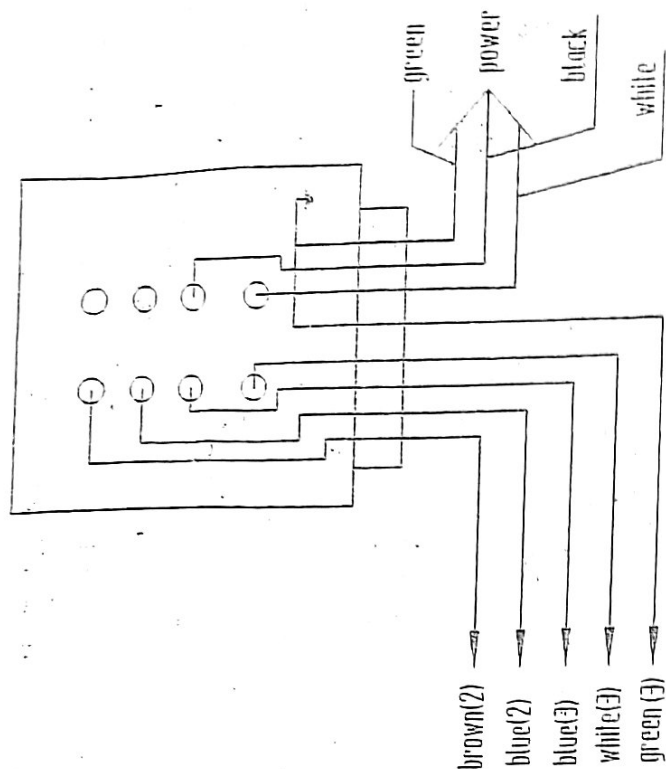 green
power
black
white
brown(2)
blue(2)
blue(3)
white(3)
green (3)